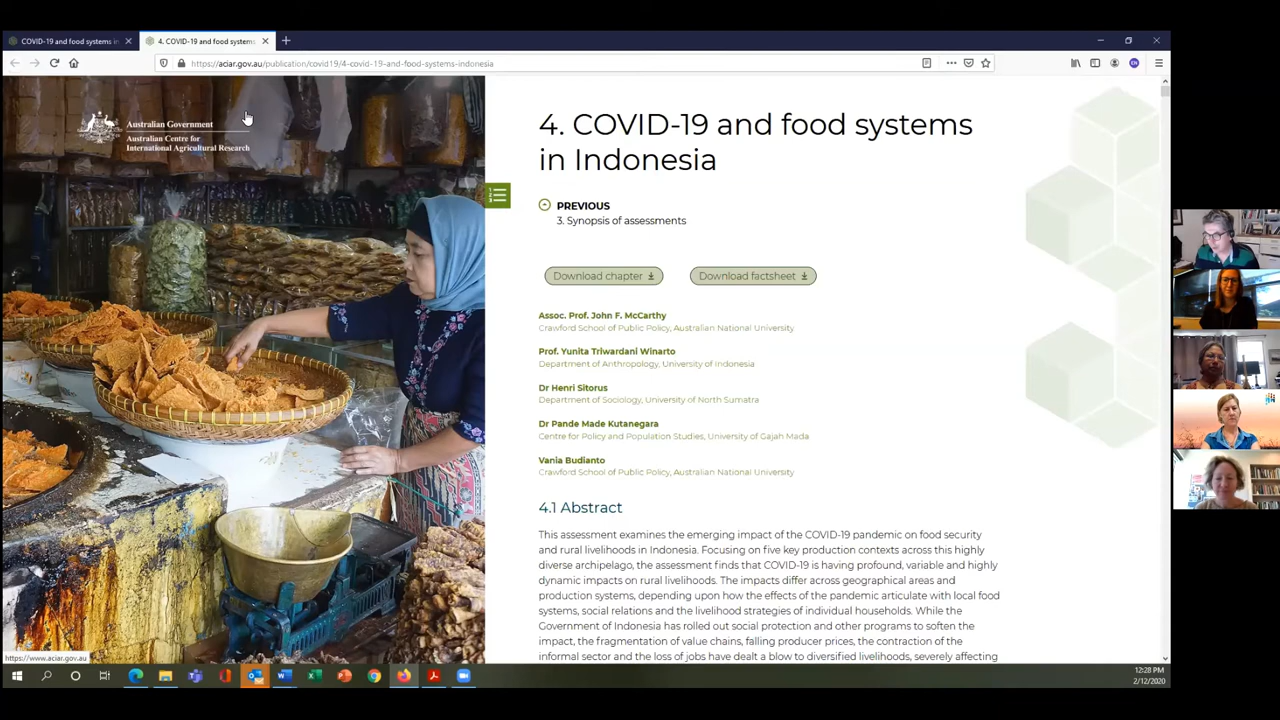 COVID-19 and food systems in
4. COVID-19 and food systems
https://aciar.gov.au/publication/covid19/4-covid-19-and-food-systems-indonesia
Australian Government
Australian Centre for
International Agricultural Research
4. COVID-19 and food systems
in Indonesia
PREVIOUS
3. Synopsis of assessments
Download chapter
Download factsheet
Assoc. Prof. John F. McCarthy
Crawford School of Public Policy, Australian National University
Prof. Yunita Triwardani Winarto
Department of Anthropology, University of Indonesia
Dr Henri Sitorus
Department of Sociology, University of North Sumatra
Dr Pande Made Kutanegara
Centre for Policy and Population Studies, University of Gajah Mada
Vania Budianto
Crawford School of Public Policy, Australian National University
4.1 Abstract
This assessment examines the emerging impact of the COVID-19 pandemic on food security
and rural livelihoods in Indonesia. Focusing on five key production contexts across this highly
diverse archipelago, the assessment finds that COVID-19 is having profound, variable and highly
dynamic impacts on rural livelihoods. The impacts differ across geographical areas and
production systems, depending upon how the effects of the pandemic articulate with local food
systems, social relations and the livelihood strategies of individual households. While the
Government of Indonesia has rolled out social protection and other programs to soften the
impact, the fragmentation of value chains, falling producer prices, the contraction of the
informal sector and the loss of jobs have dealt a blow to diversified livelihoods, severely affecting
https://www.aciar.gov.au
12:28 PM
2/12/2020